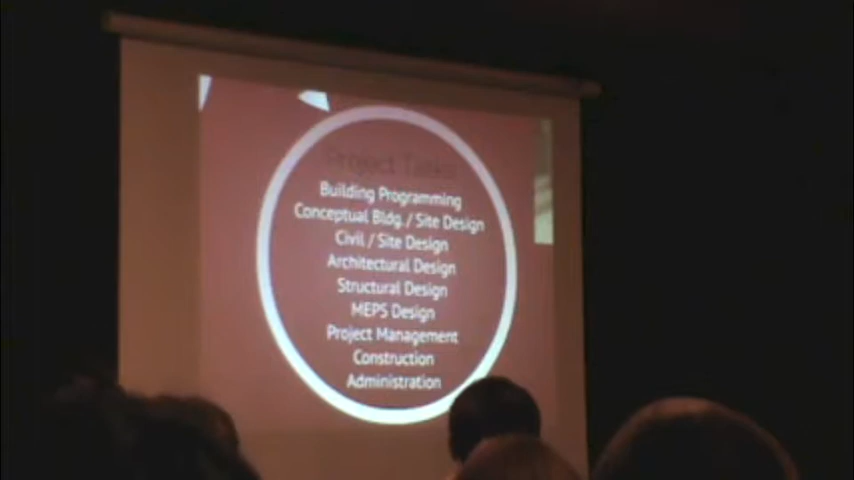 Project Tasks
Building Programming
Conceptual Bldg. / Site Design
Civil / Site Design
Architectural Design
Structural Design
MEPS Design
Project Management
Construction
Administration